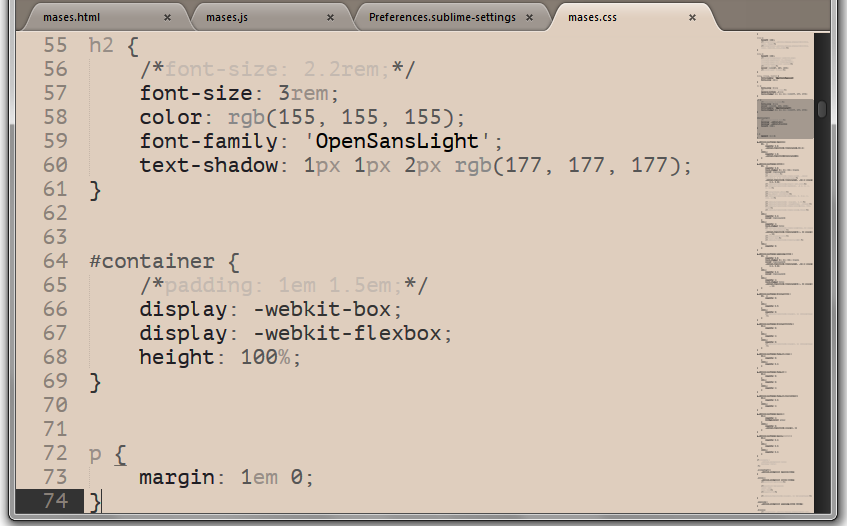 mases.html × mases.js × Preferences.sublime-settings × mases.css ×
55 h2 {
56     /*font-size: 2.2rem;*/
57     font-size: 3rem;
58     color: rgb(155, 155, 155);
59     font-family: 'OpenSansLight';
60     text-shadow: 1px 1px 2px rgb(177, 177, 177);
61 }
62
63
64 #container {
65     /*padding: 1em 1.5em;*/
66     display: -webkit-box;
67     display: -webkit-flexbox;
68     height: 100%;
69 }
70
71
72 p {
73     margin: 1em 0;
74 }